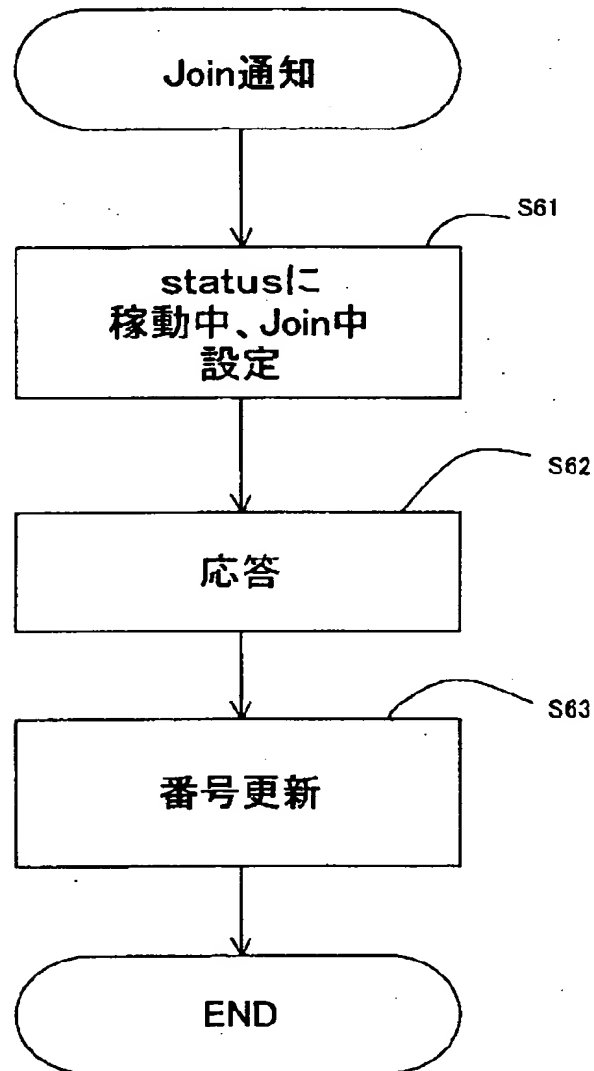 Join通知
S61
statusに
稼動中、Join中
設定
S62
応答
S63
番号更新
END